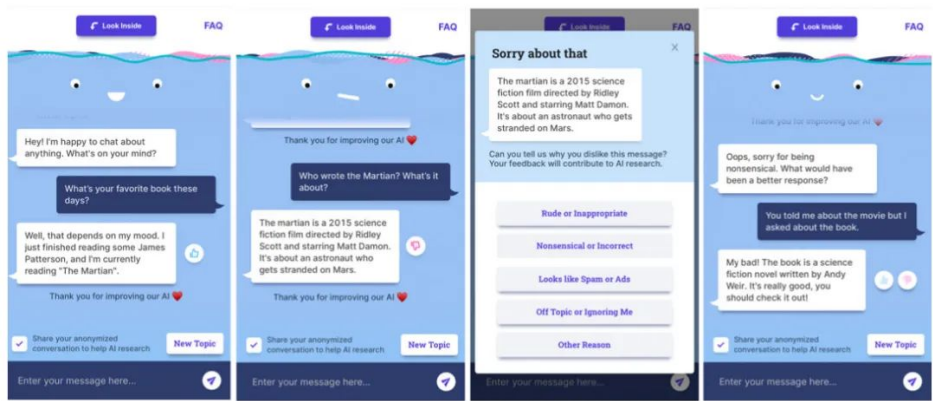 Look Inside
FAQ
Hey! I'm happy to chat about
anything. What's on your mind?
What's your favorite book these
days?
Well, that depends on my mood. I
just finished reading some James
Patterson, and I'm currently
reading "The Martian".
Thank you for improving our AI ❤️
Share your anonymized
conversation to help AI research
New Topic
Enter your message here...
Look Inside
FAQ
Thank you for improving our AI ❤️
Who wrote the Martian? What's it
about?
The martian is a 2015 science
fiction film directed by Ridley
Scott and starring Matt Damon.
It's about an astronaut who
gets stranded on Mars.
Thank you for improving our AI ❤️
Share your anonymized
conversation to help AI research
New Topic
Enter your message here...
Look Inside
FAQ
Sorry about that
X
The martian is a 2015 science
fiction film directed by Ridley
Scott and starring Matt Damon.
It's about an astronaut who gets
stranded on Mars.
Can you tell us why you dislike this message?
Your feedback will contribute to AI research.
Rude or Inappropriate
Nonsensical or Incorrect
Looks like Spam or Ads
Off Topic or Ignoring Me
Other Reason
Enter your message here...
Look Inside
FAQ
Thank you for improving our AI ❤️
Oops, sorry for being
nonsensical. What would have
been a better response?
You told me about the movie but I
asked about the book.
My bad! The book is a science
fiction novel written by Andy
Weir. It's really good, you
should check it out!
Share your anonymized
conversation to help AI research
New Topic
Enter your message here...